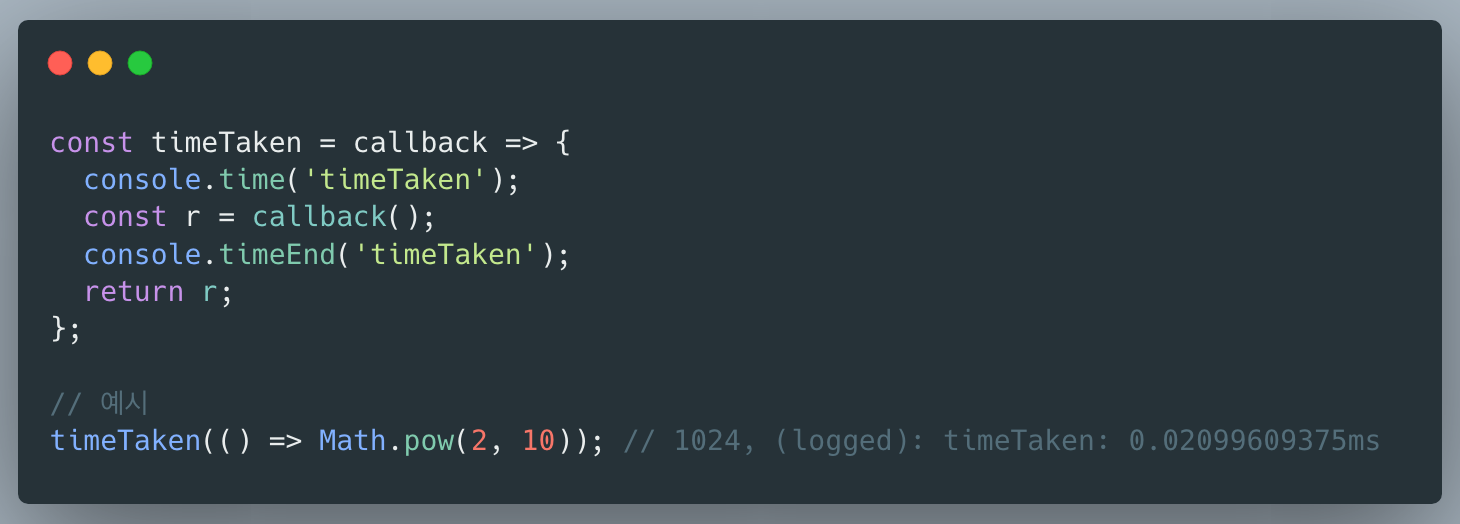 const timeTaken = callback => {
  console.time('timeTaken');
  const r = callback();
  console.timeEnd('timeTaken');
  return r;
};

// 예시
timeTaken(() => Math.pow(2, 10)); // 1024, (logged): timeTaken: 0.02099609375ms